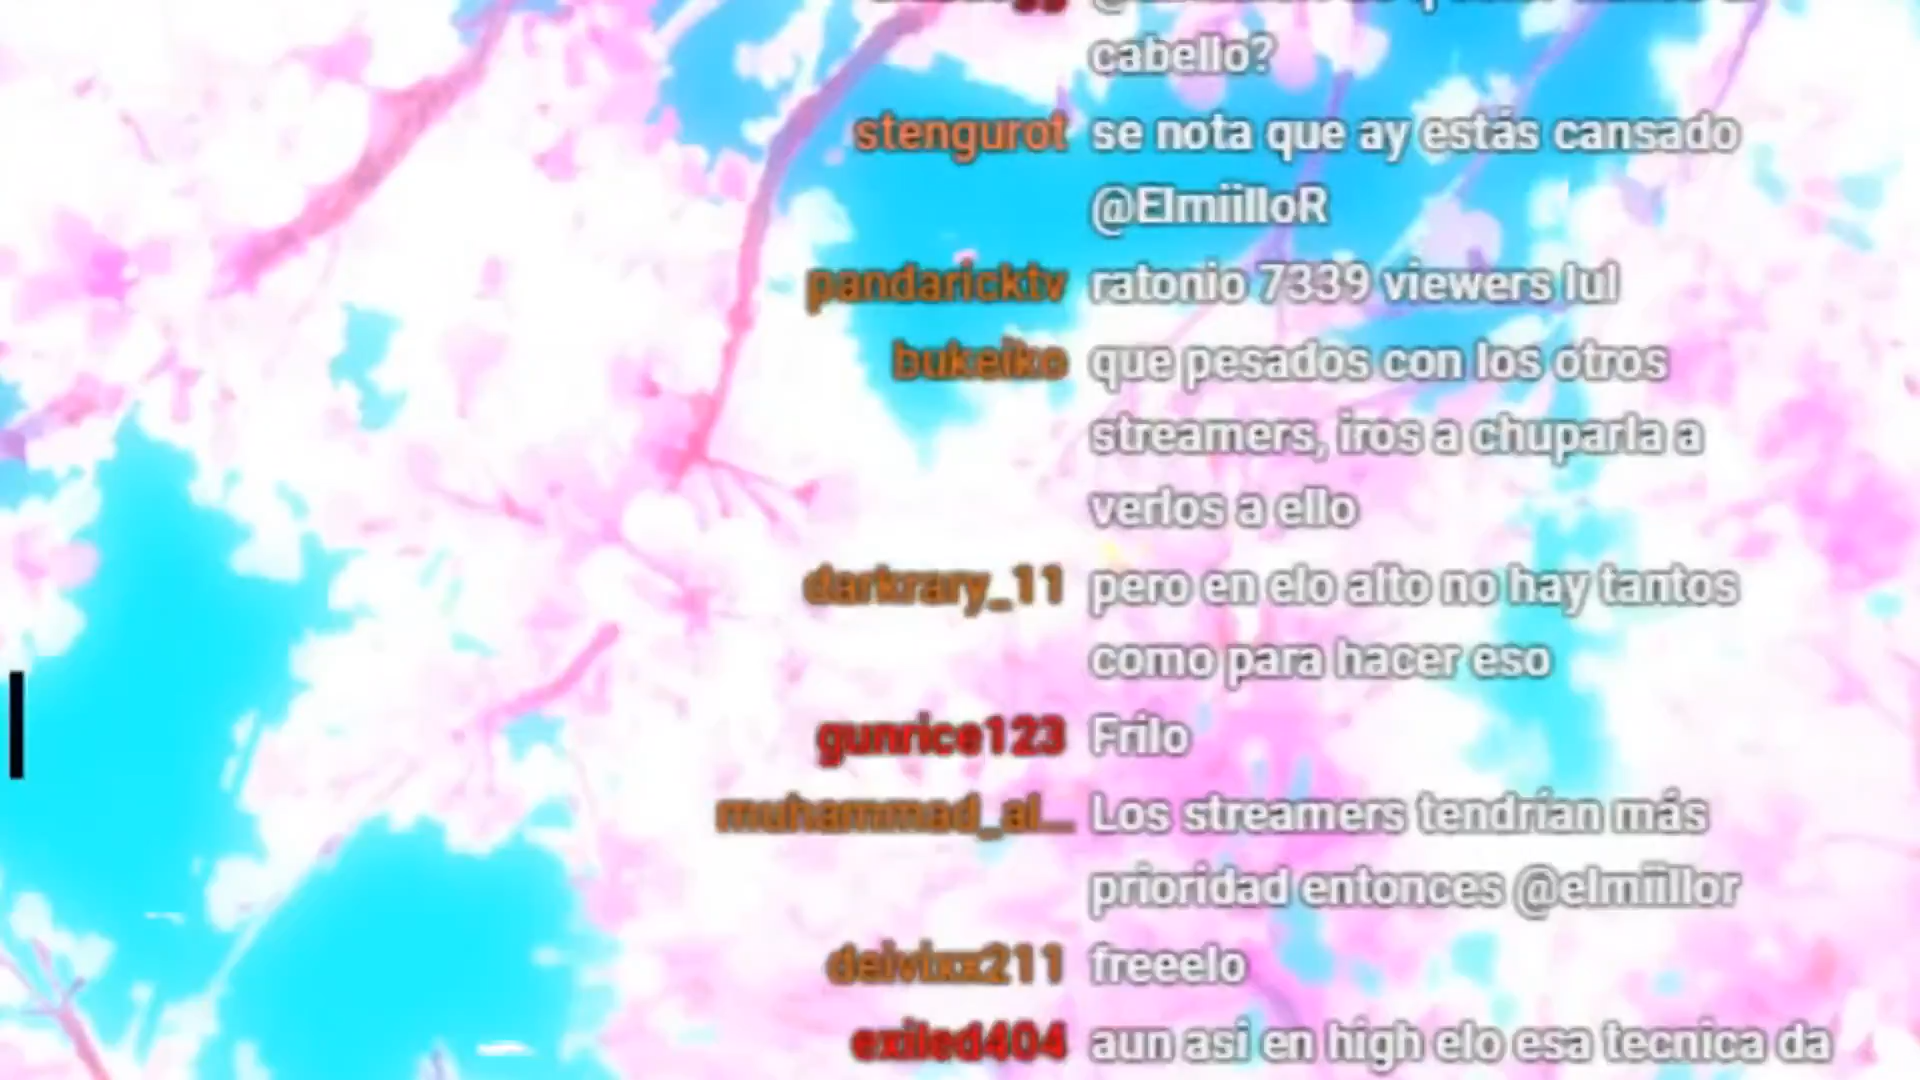 cabello?
stengurot se nota que ay estás cansado
@ElmiilloR
pandaricktv ratonio 7339 viewers lul
bukeiko que pesados con los otros
streamers, iros a chuparla a
verlos a ello
darkrary_11 pero en elo alto no hay tantos
como para hacer eso
gunrice123 Frilo
muhammad_al... Los streamers tendrían más
prioridad entonces @elmiillor
deivixx211 freeelo
exiled404 aun asi en high elo esa tecnica da